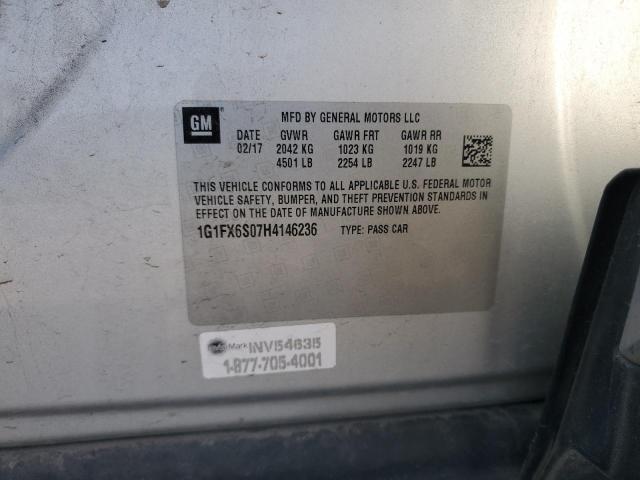 GM
MFD BY GENERAL MOTORS LLC
DATE GVWR GAWR FRT GAWR RR
02/17 2042 KG 1023 KG 1019 KG
4501 LB 2254 LB 2247 LB
THIS VEHICLE CONFORMS TO ALL APPLICABLE U.S. FEDERAL MOTOR
VEHICLE SAFETY, BUMPER, AND THEFT PREVENTION STANDARDS IN
EFFECT ON THE DATE OF MANUFACTURE SHOWN ABOVE.
1G1FX6S07H4146236 TYPE: PASS CAR
Mark INV154635
1-877-705-4001